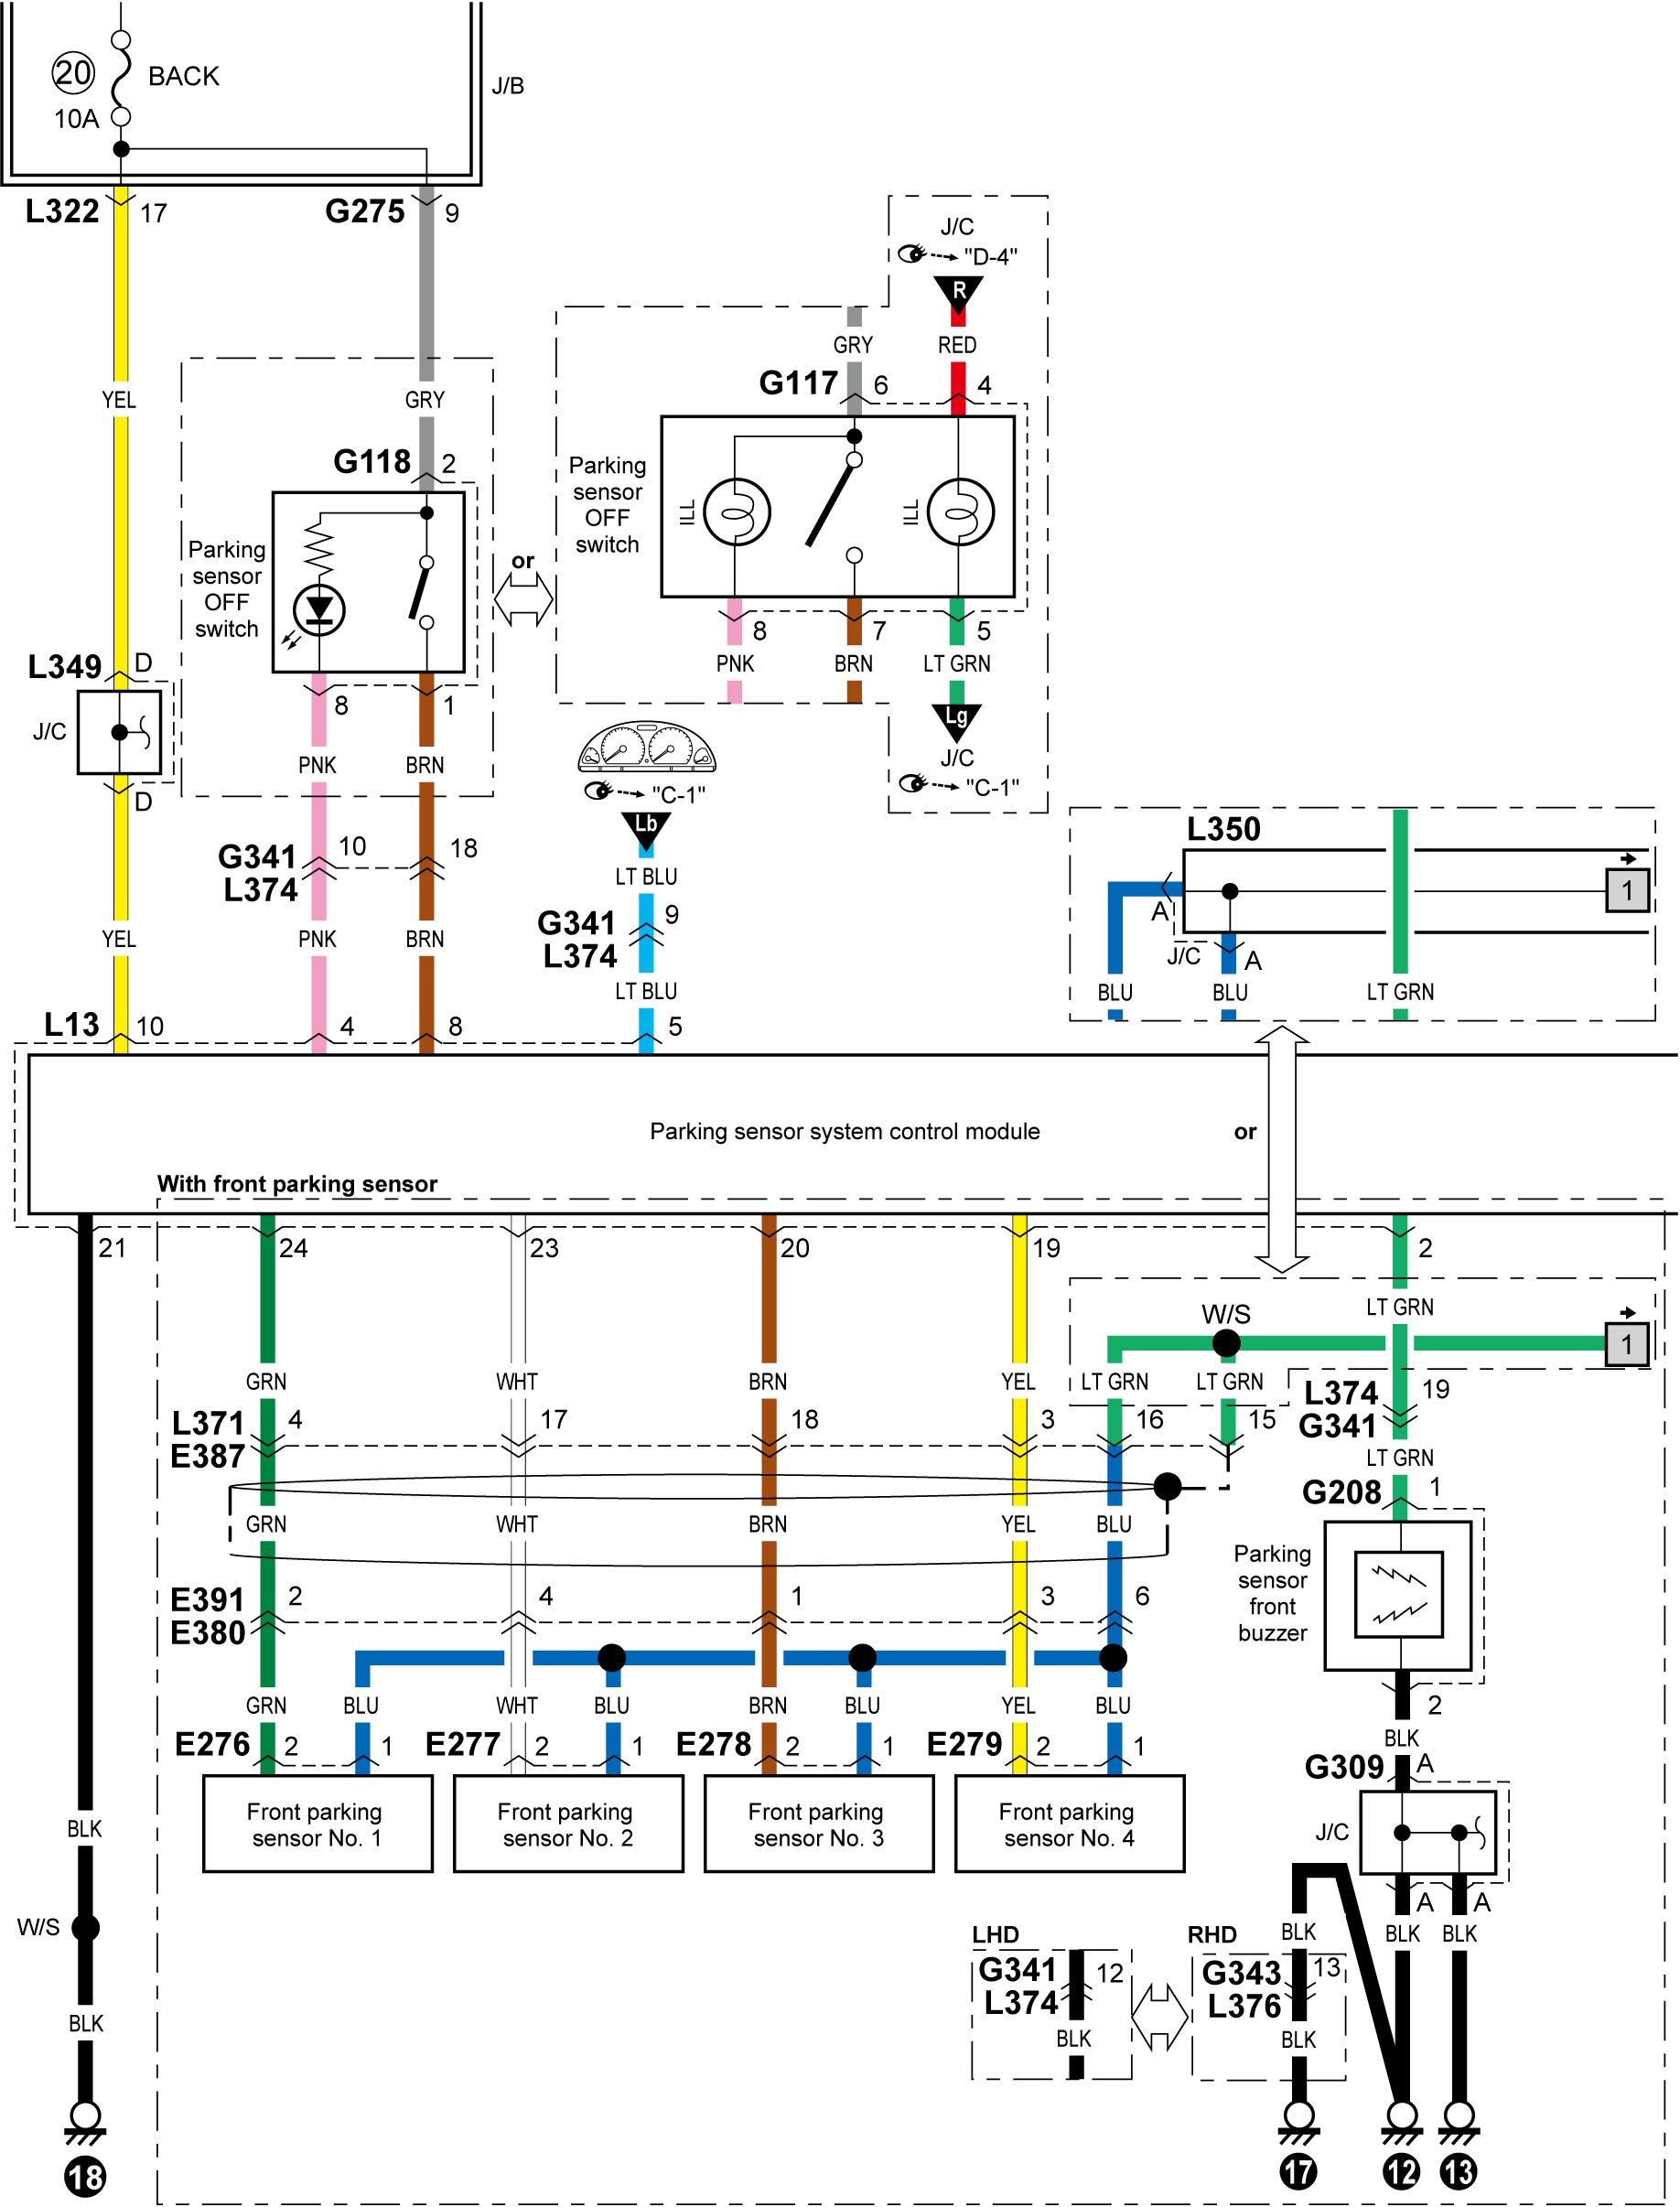 20
BACK
10A
J/B
L322
17
G275
9
J/C
"D-4"
R
YEL
GRY
GRY
RED
G117
6
4
G118
2
Parking
sensor
OFF
switch
ILL
ILL
Parking
sensor
OFF
switch
or
8
7
5
PNK
BRN
LT GRN
L349
D
J/C
D
8
1
PNK
BRN
Lg
J/C
"C-1"
"C-1"
Lb
LT BLU
G341
L374
10
18
G341
L374
9
YEL
PNK
BRN
LT BLU
L350
1
A
J/C
A
BLU
BLU
LT GRN
L13
10
4
8
5
Parking sensor system control module
or
With front parking sensor
21
24
23
20
19
2
LT GRN
W/S
1
GRN
WHT
BRN
YEL
LT GRN
LT GRN
L374
G341
19
L371
E387
4
17
18
3
16
15
LT GRN
G208
1
GRN
WHT
BRN
YEL
BLU
Parking
sensor
front
buzzer
E391
E380
2
4
1
3
6
GRN
BLU
WHT
BLU
BRN
BLU
YEL
BLU
2
BLK
E276
2
1
E277
2
1
E278
2
1
E279
2
1
G309
A
Front parking
sensor No. 1
Front parking
sensor No. 2
Front parking
sensor No. 3
Front parking
sensor No. 4
J/C
A
A
BLK
W/S
BLK
BLK
BLK
BLK
LHD
G341
L374
12
BLK
RHD
G343
L376
13
BLK
18
17
12
13